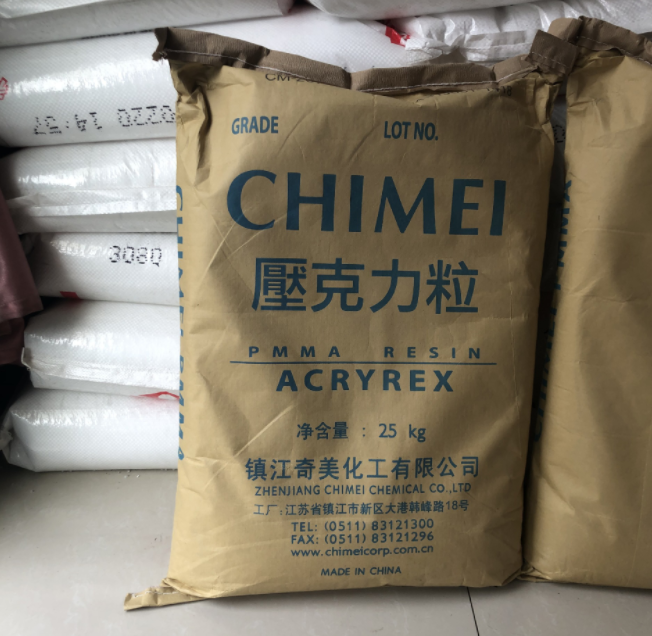 GRADE LOT NO.
CHIMEI
壓克力粒
PMMA RESIN
ACRYREX
净含量 : 25 kg
镇江奇美化工有限公司
ZHENJIANG CHIMEI CHEMICAL CO.,LTD
工厂: 江苏省镇江市新区大港韩峰路18号
TEL: (0511) 83121300
FAX: (0511) 83121296
www.chimeicorp.com.cn
MADE IN CHINA
0220 14:37
3080